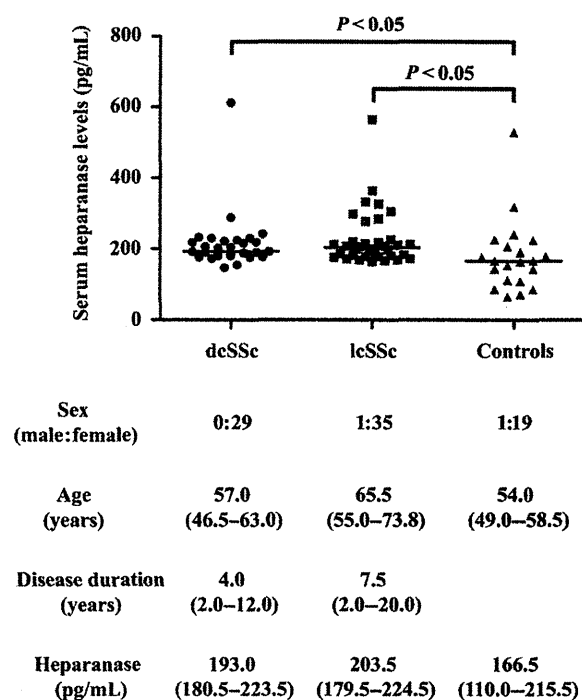 P < 0.05
P < 0.05
Serum heparanase levels (pg/mL)
800
600
400
200
0
dcSSc lcSSc Controls
Sex
(male:female)
0:29 1:35 1:19
Age
(years)
57.0 65.5 54.0
(46.5–63.0) (55.0–73.8) (49.0–58.5)
Disease duration
(years)
4.0 7.5
(2.0–12.0) (2.0–20.0)
Heparanase
(pg/mL)
193.0 203.5 166.5
(180.5–223.5) (179.5–224.5) (110.0–215.5)